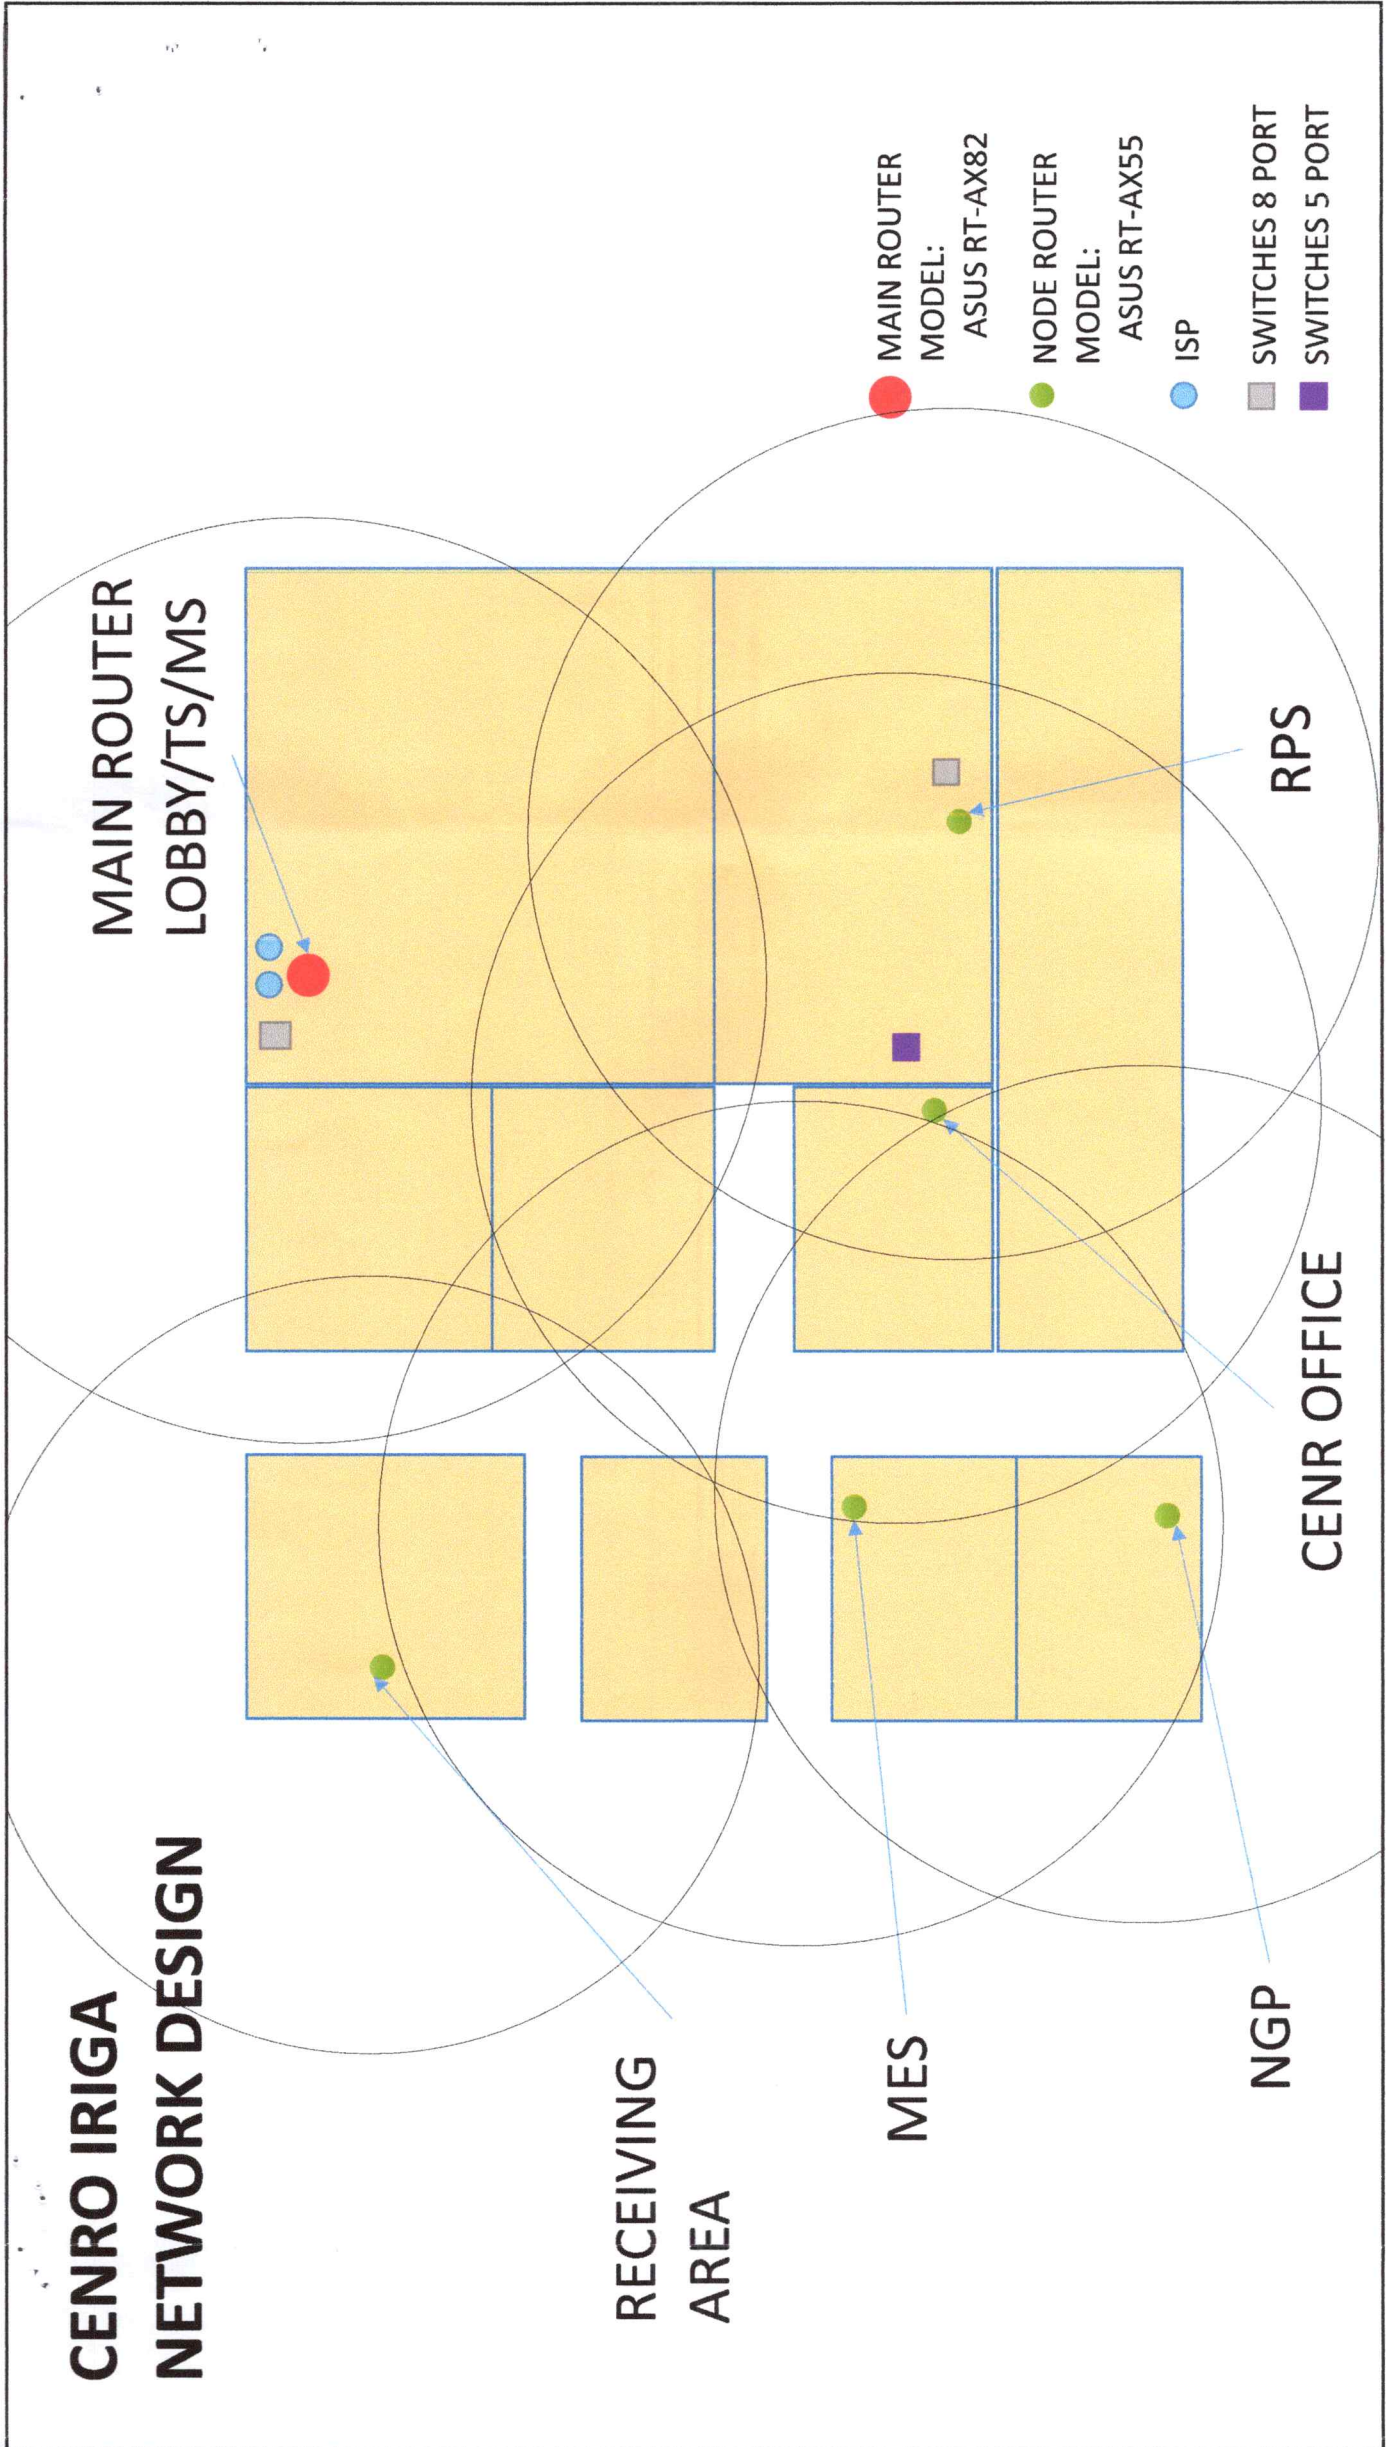 CENRO IRIGA
NETWORK DESIGN
MAIN ROUTER
LOBBY/TS/MS
RECEIVING
AREA
MES
NGP
CENR OFFICE
RPS
MAIN ROUTER
MODEL:
ASUS RT-AX82
NODE ROUTER
MODEL:
ASUS RT-AX55
ISP
SWITCHES 8 PORT
SWITCHES 5 PORT